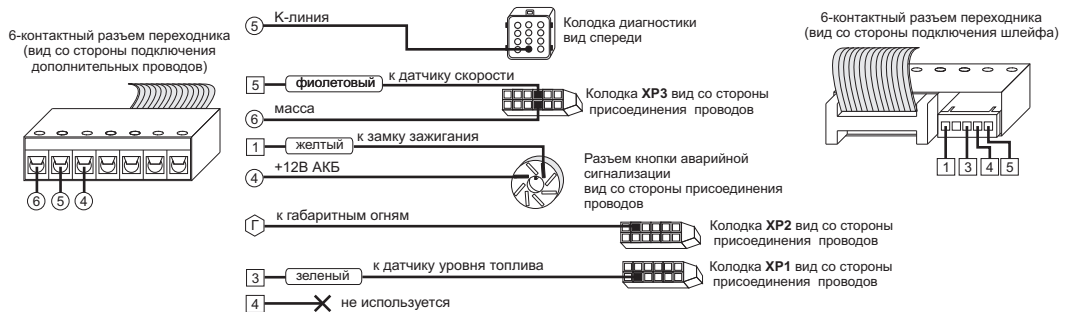 6-контактный разъем переходника
(вид со стороны подключения
дополнительных проводов)
6 5 4
5 К-линия
Колодка диагностики
вид спереди
5 фиолетовый к датчику скорости
6 масса
Колодка XP3 вид со стороны
присоединения проводов
1 желтый к замку зажигания
4 +12В АКБ
Разъем кнопки аварийной
сигнализации
вид со стороны присоединения
проводов
Г к габаритным огням
Колодка XP2 вид со стороны
присоединения проводов
3 зеленый к датчику уровня топлива
Колодка XP1 вид со стороны
присоединения проводов
4 не используется
6-контактный разъем переходника
(вид со стороны подключения шлейфа)
1 3 4 5